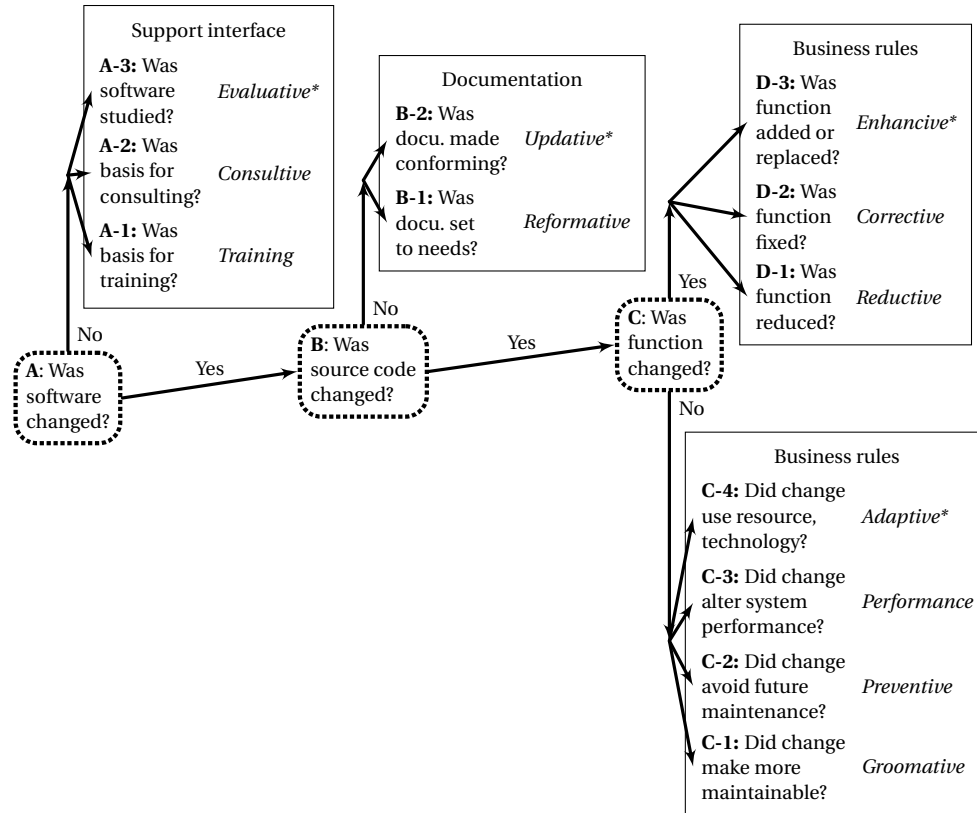 Support interface
A-3: Was
software
studied?
Evaluative*
A-2: Was
basis for
consulting?
Consultive
A-1: Was
basis for
training?
Training
Documentation
B-2: Was
docu. made
conforming?
Updative*
B-1: Was
docu. set
to needs?
Reformative
Business rules
D-3: Was
function
added or
replaced?
Enhancive*
D-2: Was
function
fixed?
Corrective
D-1: Was
function
reduced?
Reductive
No
A: Was
software
changed?
Yes
No
B: Was
source code
changed?
Yes
Yes
C: Was
function
changed?
No
Business rules
C-4: Did change
use resource,
technology?
Adaptive*
C-3: Did change
alter system
performance?
Performance
C-2: Did change
avoid future
maintenance?
Preventive
C-1: Did change
make more
maintainable?
Groomative